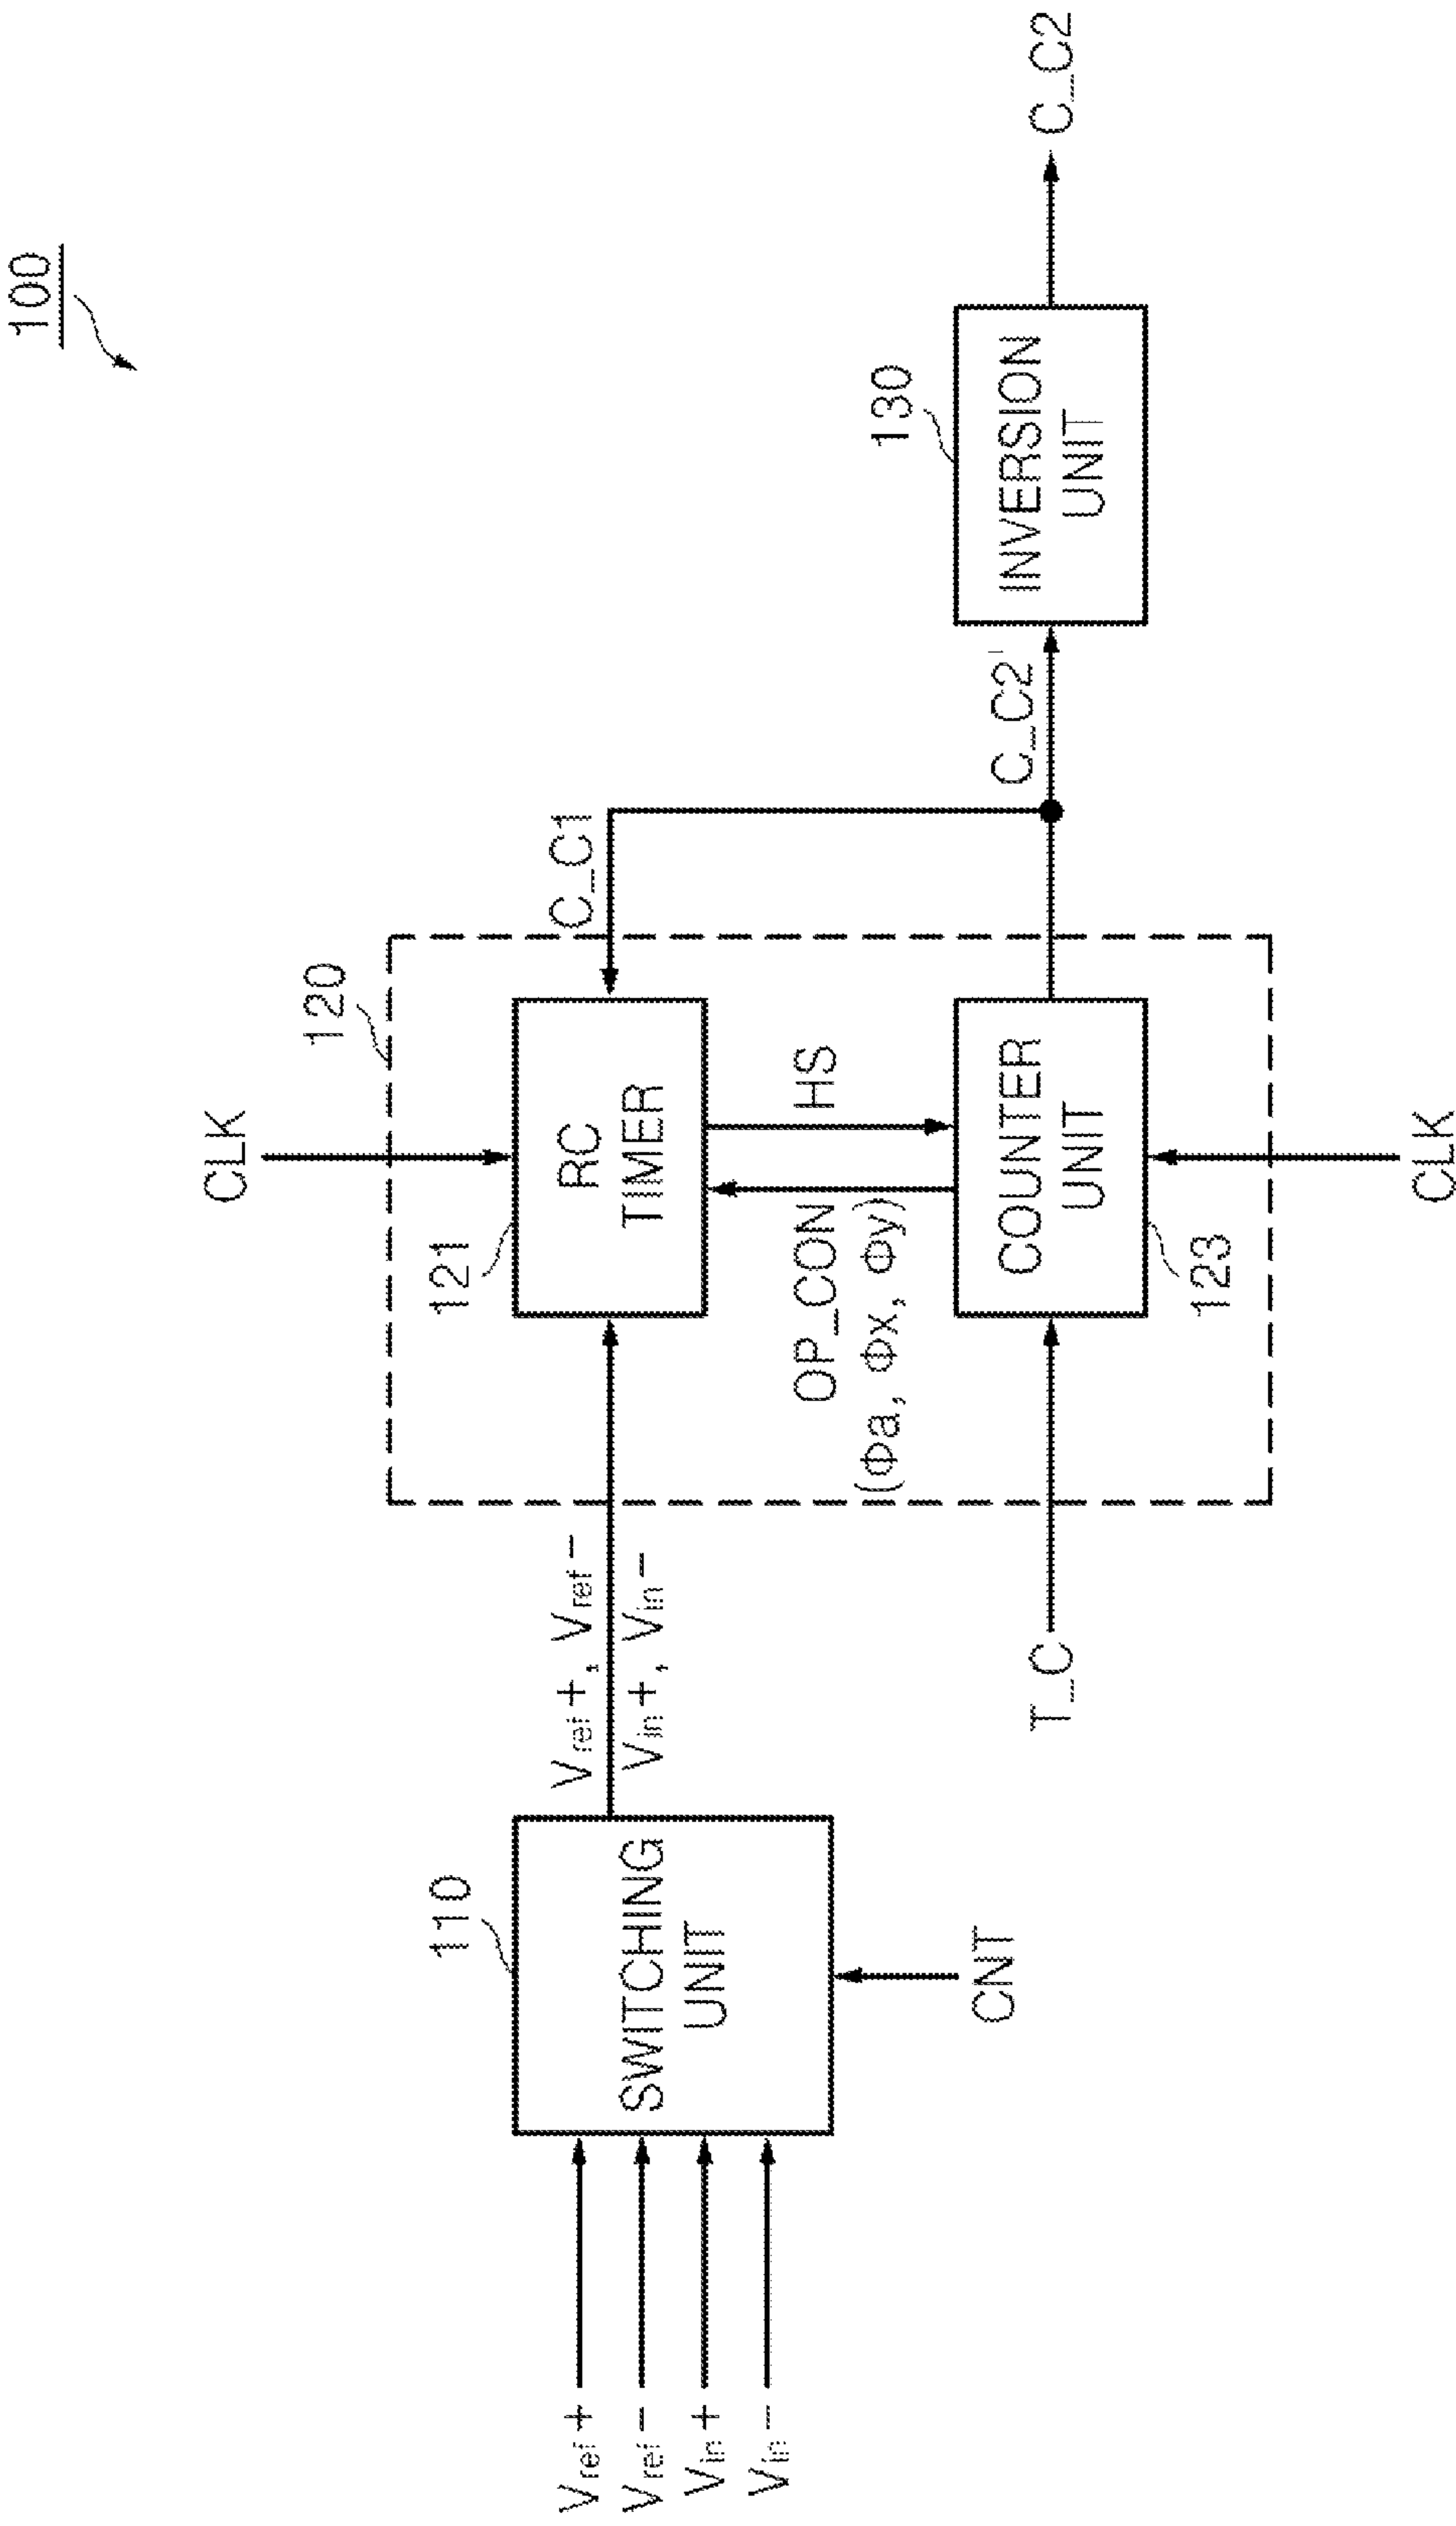 100
CLK
120
121
RC
TIMER
C_C1
110
SWITCHING
UNIT
Vref+
Vref-
Vin+
Vin-
Vref+, Vref-
Vin+, Vin-
CNT
HS
OP_CON
(Φa, Φx, Φy)
T_C
COUNTER
UNIT
123
CLK
C_C2'
130
INVERSION
UNIT
C_C2